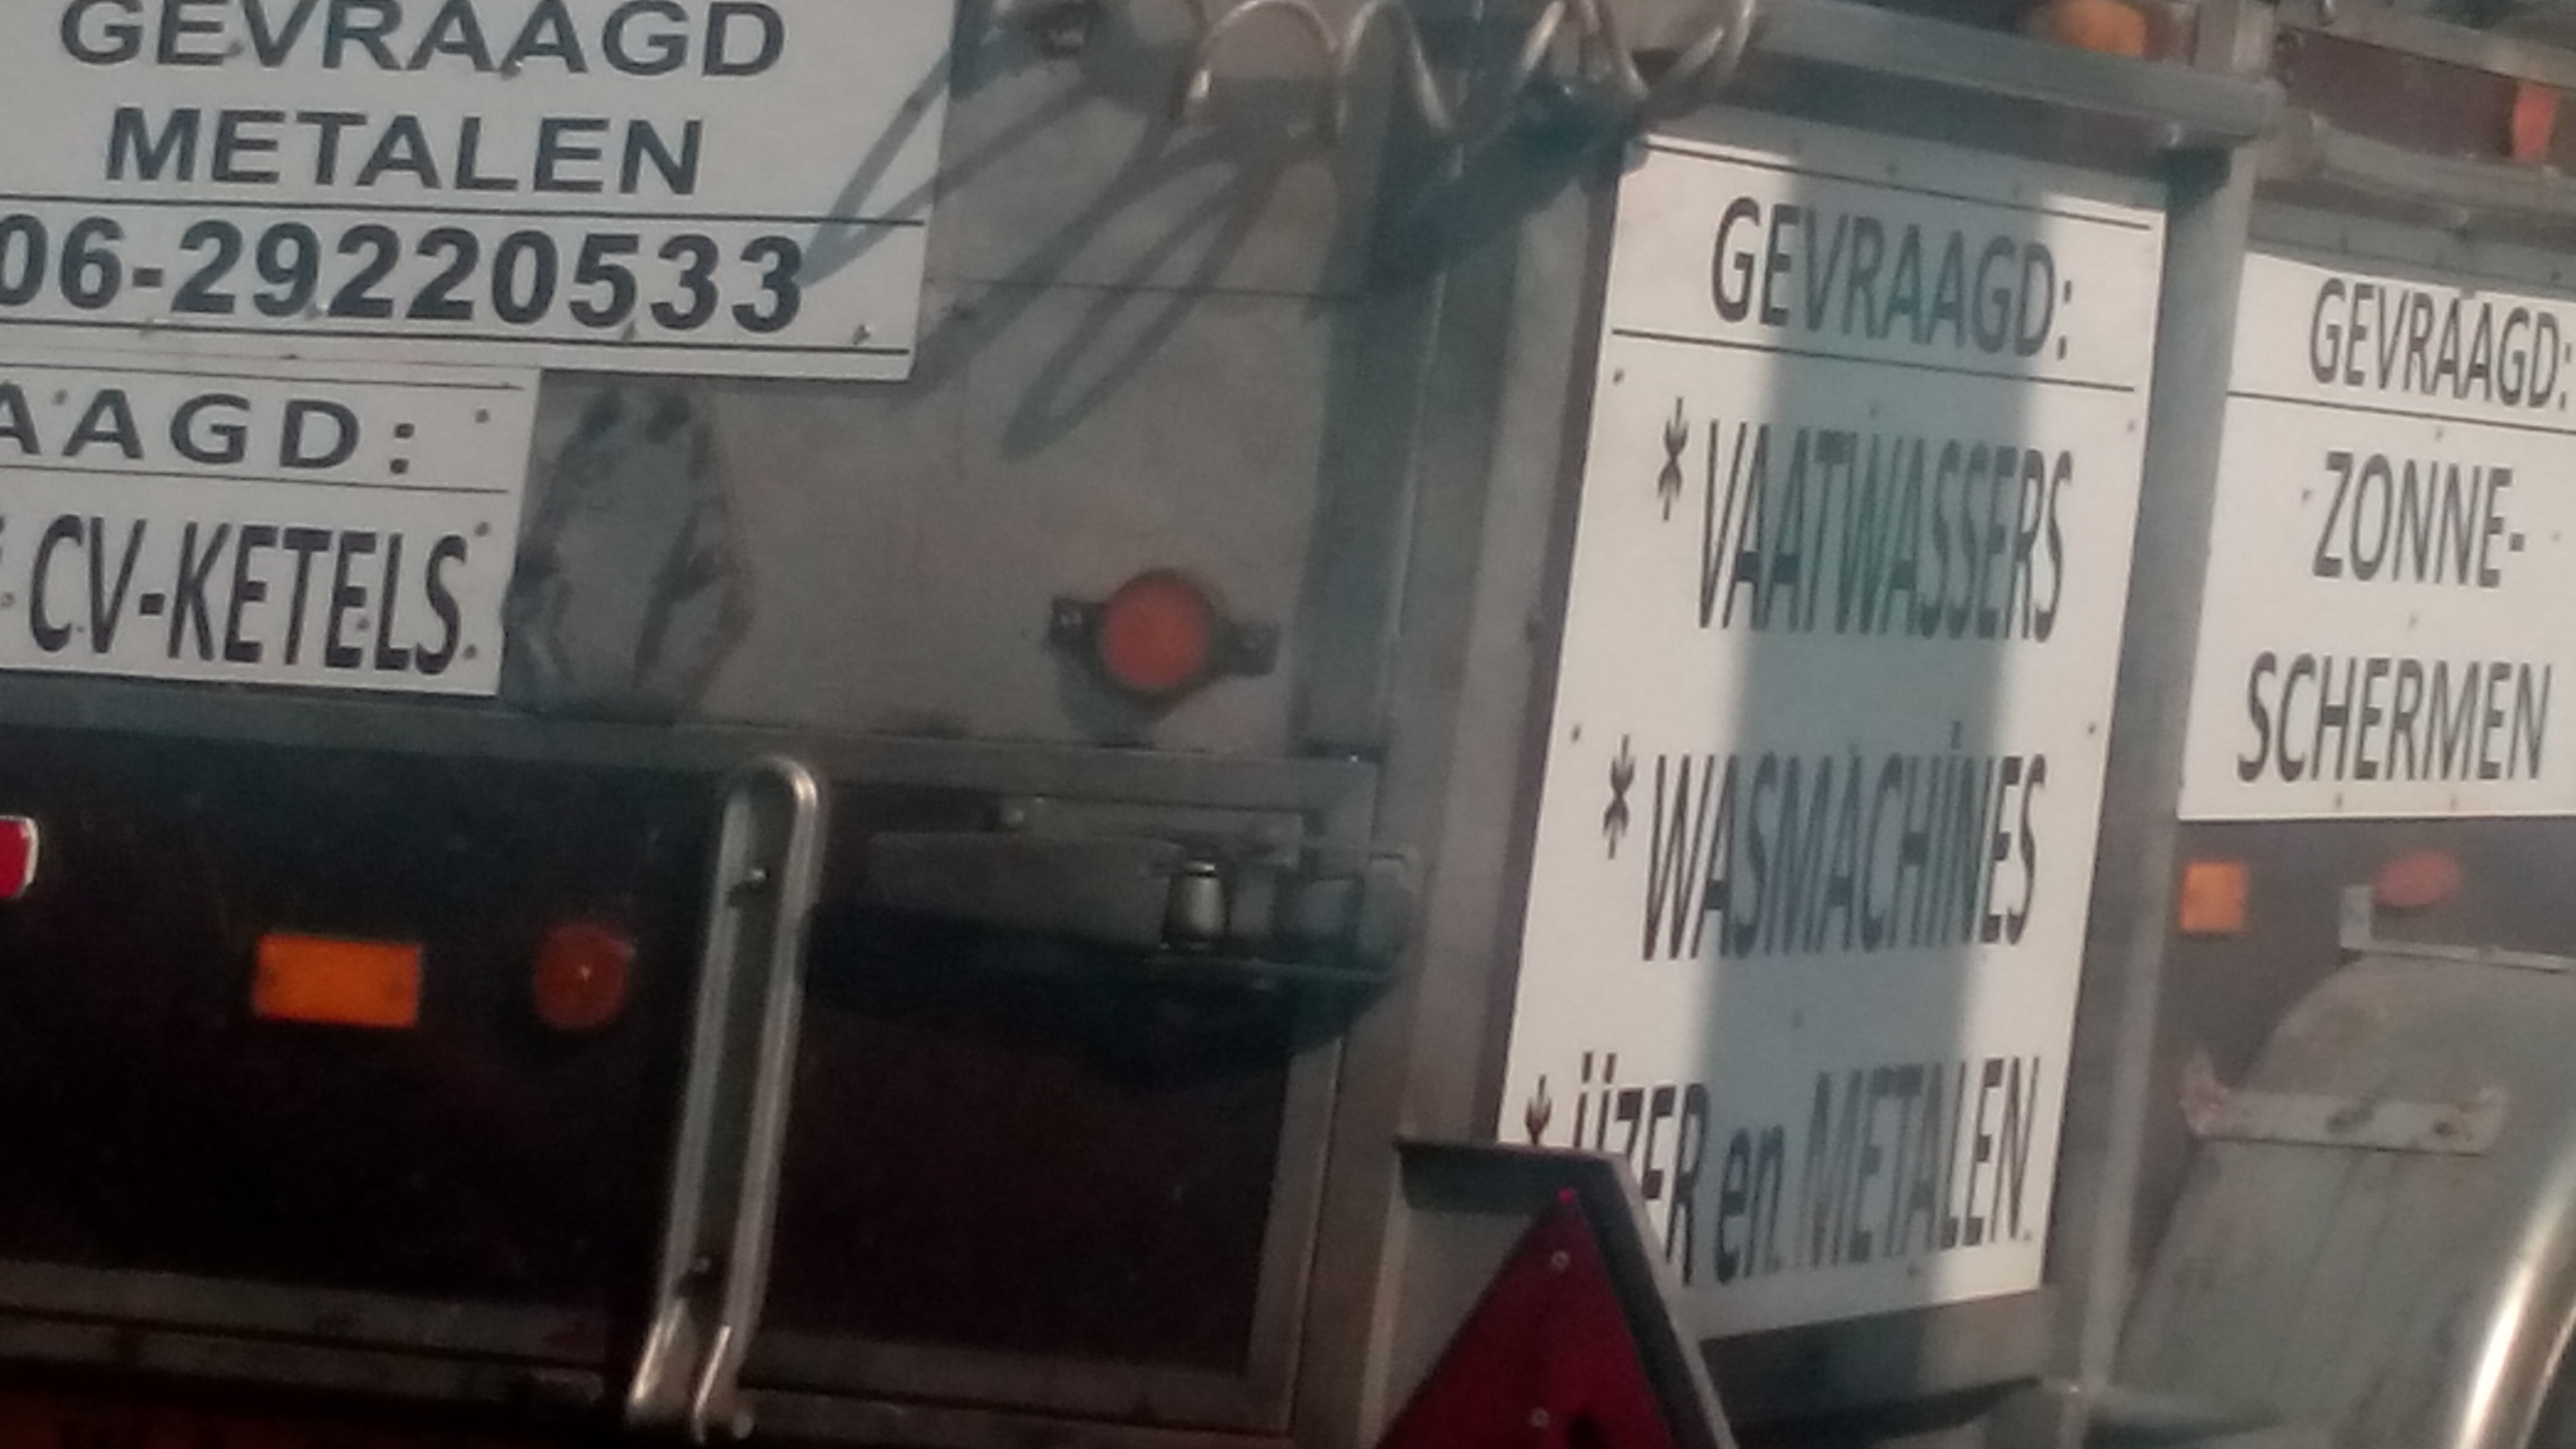 GEVRAAGD
METALEN
06-29220533
AAGD:
* CV-KETELS
GEVRAAGD:
* VAATWASSERS
* WASMACHINES
* IJZER en METALEN.
GEVRAAGD:
ZONNE-
SCHERMEN